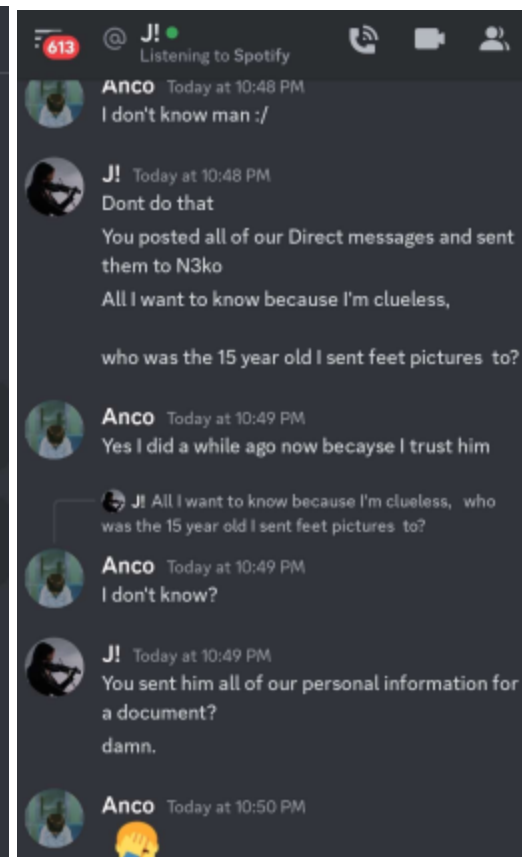 613
@ J!
Listening to Spotify
Anco Today at 10:48 PM
I don't know man :/
J! Today at 10:48 PM
Dont do that
You posted all of our Direct messages and sent
them to N3ko
All I want to know because I'm clueless,
who was the 15 year old I sent feet pictures to?
Anco Today at 10:49 PM
Yes I did a while ago now becayse I trust him
J! All I want to know because I'm clueless, who
was the 15 year old I sent feet pictures to?
Anco Today at 10:49 PM
I don't know?
J! Today at 10:49 PM
You sent him all of our personal information for
a document?
damn.
Anco Today at 10:50 PM